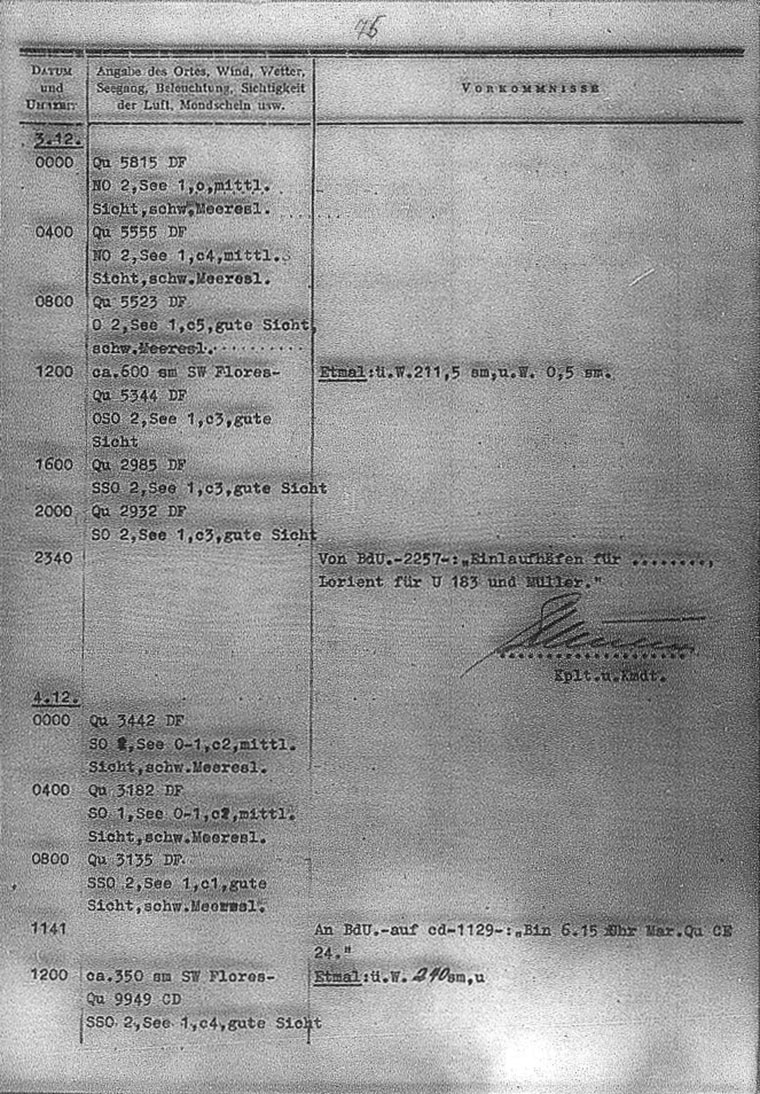 76
DATUM und UHRZEIT
Angabe des Ortes, Wind, Wetter, Seegang, Beleuchtung, Sichtigkeit der Luft, Mondschein usw.
VORKOMMNISSE
3.12.
0000 Qu 5815 DF
NO 2,See 1,o,mittl.
Sicht,schw.Meeresl.
0400 Qu 5555 DF
NO 2,See 1,c4,mittl.
Sicht,schw.Meeresl.
0800 Qu 5523 DF
O 2,See 1,c5,gute Sicht,
schw.Meeresl.
1200 ca.600 sm SW Flores- Etmal:ü.W.211,5 sm,u.W. 0,5 sm.
Qu 5344 DF
OSO 2,See 1,c3,gute
Sicht
1600 Qu 2985 DF
SSO 2,See 1,c3,gute Sicht
2000 Qu 2932 DF
SO 2,See 1,c3,gute Sicht
2340 Von BdU.-2257-:„Einlaufhäfen für ........,
Lorient für U 183 und Müller."
Kplt.u.Kmdt.
4.12.
0000 Qu 3442 DF
SO ,See 0-1,c2,mittl.
Sicht,schw.Meeresl.
0400 Qu 3182 DF
SO 1,See 0-1,c2,mittl.
Sicht,schw.Meeresl.
0800 Qu 3135 DF
SSO 2,See 1,c1,gute
Sicht,schw.Meeresl.
1141 An BdU.-auf cd-1129-:„Bin 6.15 Uhr Mar.Qu CE
24."
1200 ca.350 sm SW Flores- Etmal:ü.W. 240sm,u
Qu 9949 CD
SSO 2,See 1,c4,gute Sicht